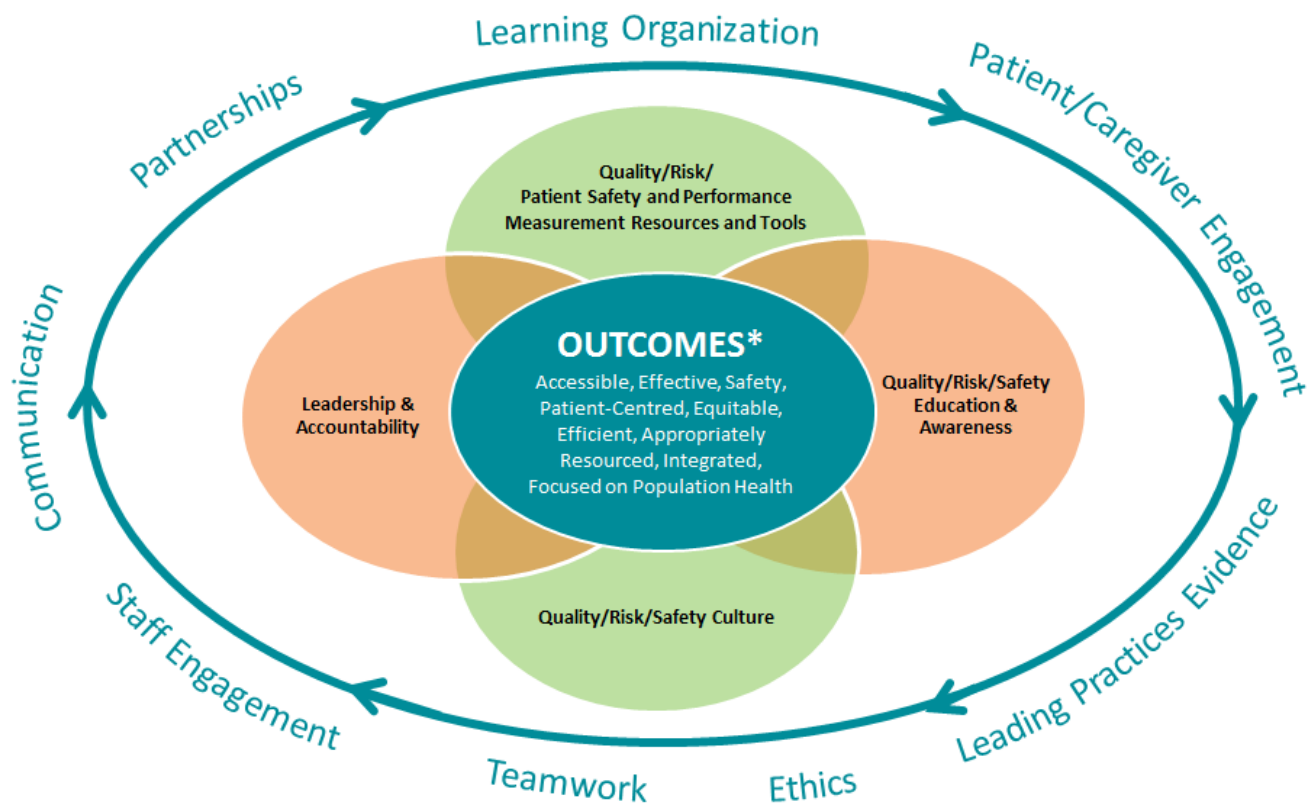 Learning Organization
Partnerships
Patient/Caregiver Engagement
Quality/Risk/
Patient Safety and Performance
Measurement Resources and Tools
Communication
Leadership &
Accountability
OUTCOMES*
Accessible, Effective, Safety,
Patient-Centred, Equitable,
Efficient, Appropriately
Resourced, Integrated,
Focused on Population Health
Quality/Risk/Safety
Education &
Awareness
Quality/Risk/Safety Culture
Staff Engagement
Leading Practices Evidence
Teamwork
Ethics